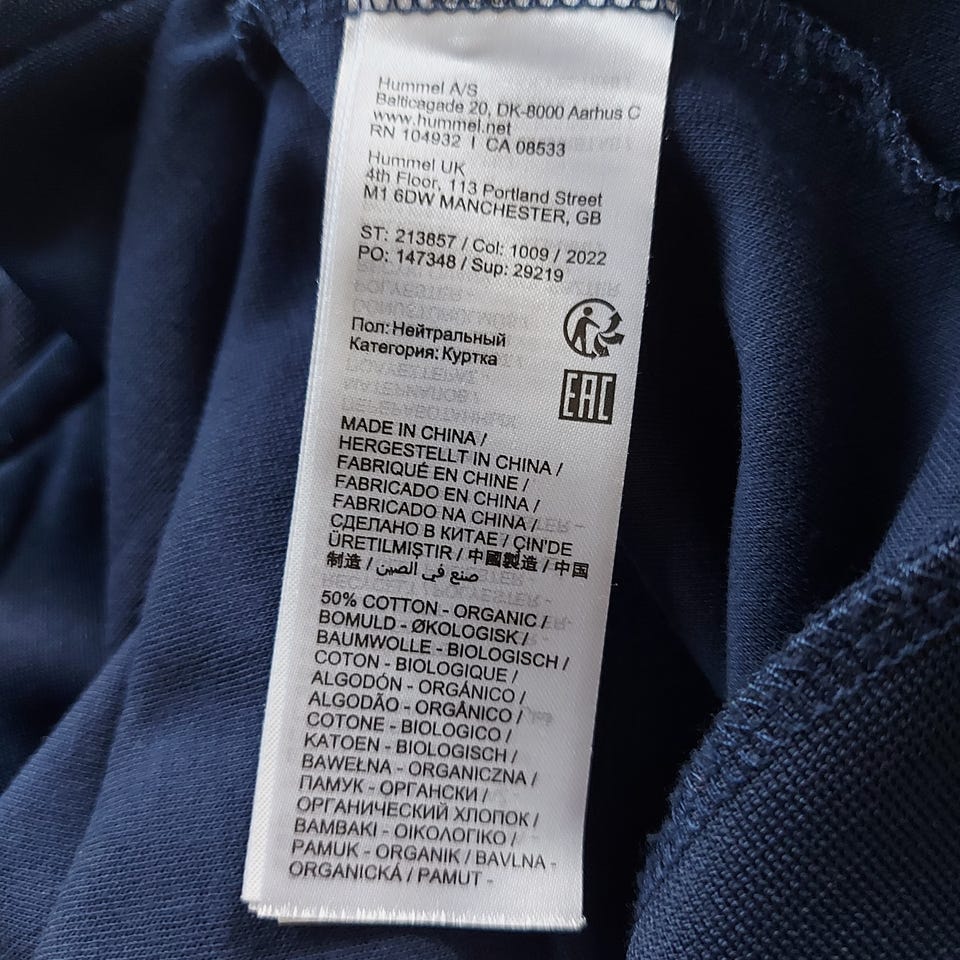 Hummel A/S
Balticagade 20, DK-8000 Aarhus C
www.hummel.net
RN 104932 I CA 08533
Hummel UK
4th Floor, 113 Portland Street
M1 6DW MANCHESTER, GB
ST: 213857 / Col: 1009 / 2022
PO: 147348 / Sup: 29219
Пол: Нейтральный
Категория: Куртка
EAC
MADE IN CHINA /
HERGESTELLT IN CHINA /
FABRIQUÉ EN CHINE /
FABRICADO EN CHINA /
FABRICADO NA CHINA /
СДЕЛАНО В КИТАЕ / ÇIN'DE
ÜRETILMIŞTIR / 中國製造 / 中国
制造 / صنع في الصين /
50% COTTON - ORGANIC /
BOMULD - ØKOLOGISK /
BAUMWOLLE - BIOLOGISCH /
COTON - BIOLOGIQUE /
ALGODÓN - ORGÁNICO /
ALGODÃO - ORGÂNICO /
COTONE - BIOLOGICO /
KATOEN - BIOLOGISCH /
BAWEŁNA - ORGANICZNA /
ПАМУК - ОРГАНСКИ /
ОРГАНИЧЕСКИЙ ХЛОПОК /
ΒΑΜΒΑΚΙ - ΟΙΚΟΛΟΓΙΚΟ /
PAMUK - ORGANIK / BAVLNA -
ORGANICKÁ / PAMUT -